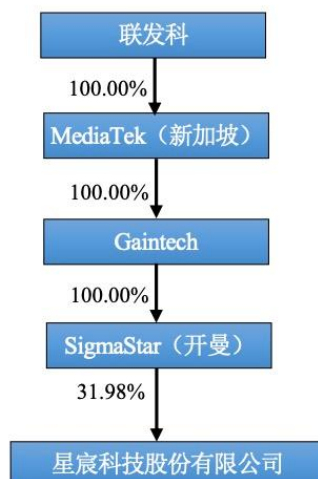 联发科
100.00%
MediaTek（新加坡）
100.00%
Gaintech
100.00%
SigmaStar（开曼）
31.98%
星宸科技股份有限公司